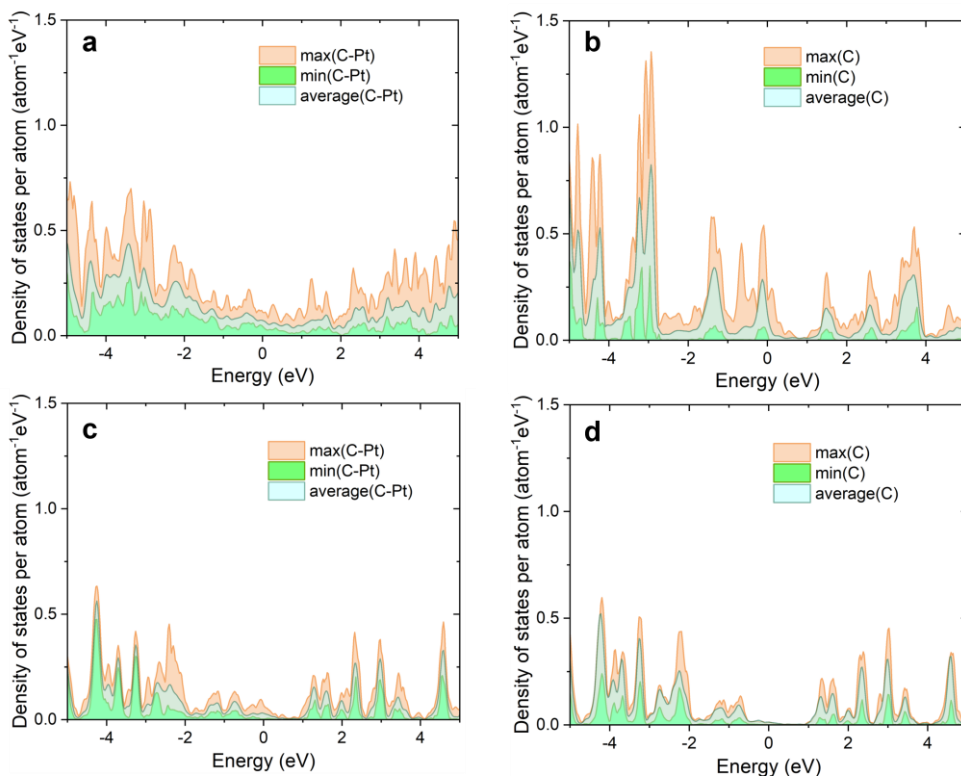 a
max(C-Pt)
min(C-Pt)
average(C-Pt)
Density of states per atom (atom⁻¹eV⁻¹)
1.5
1.0
0.5
0.0
-4 -2 0 2 4
Energy (eV)
b
max(C)
min(C)
average(C)
Density of states per atom (atom⁻¹eV⁻¹)
1.5
1.0
0.5
0.0
-4 -2 0 2 4
Energy (eV)
c
max(C-Pt)
min(C-Pt)
average(C-Pt)
Density of states per atom (atom⁻¹eV⁻¹)
1.5
1.0
0.5
0.0
-4 -2 0 2 4
Energy (eV)
d
max(C)
min(C)
average(C)
Density of states per atom (atom⁻¹eV⁻¹)
1.5
1.0
0.5
0.0
-4 -2 0 2 4
Energy (eV)